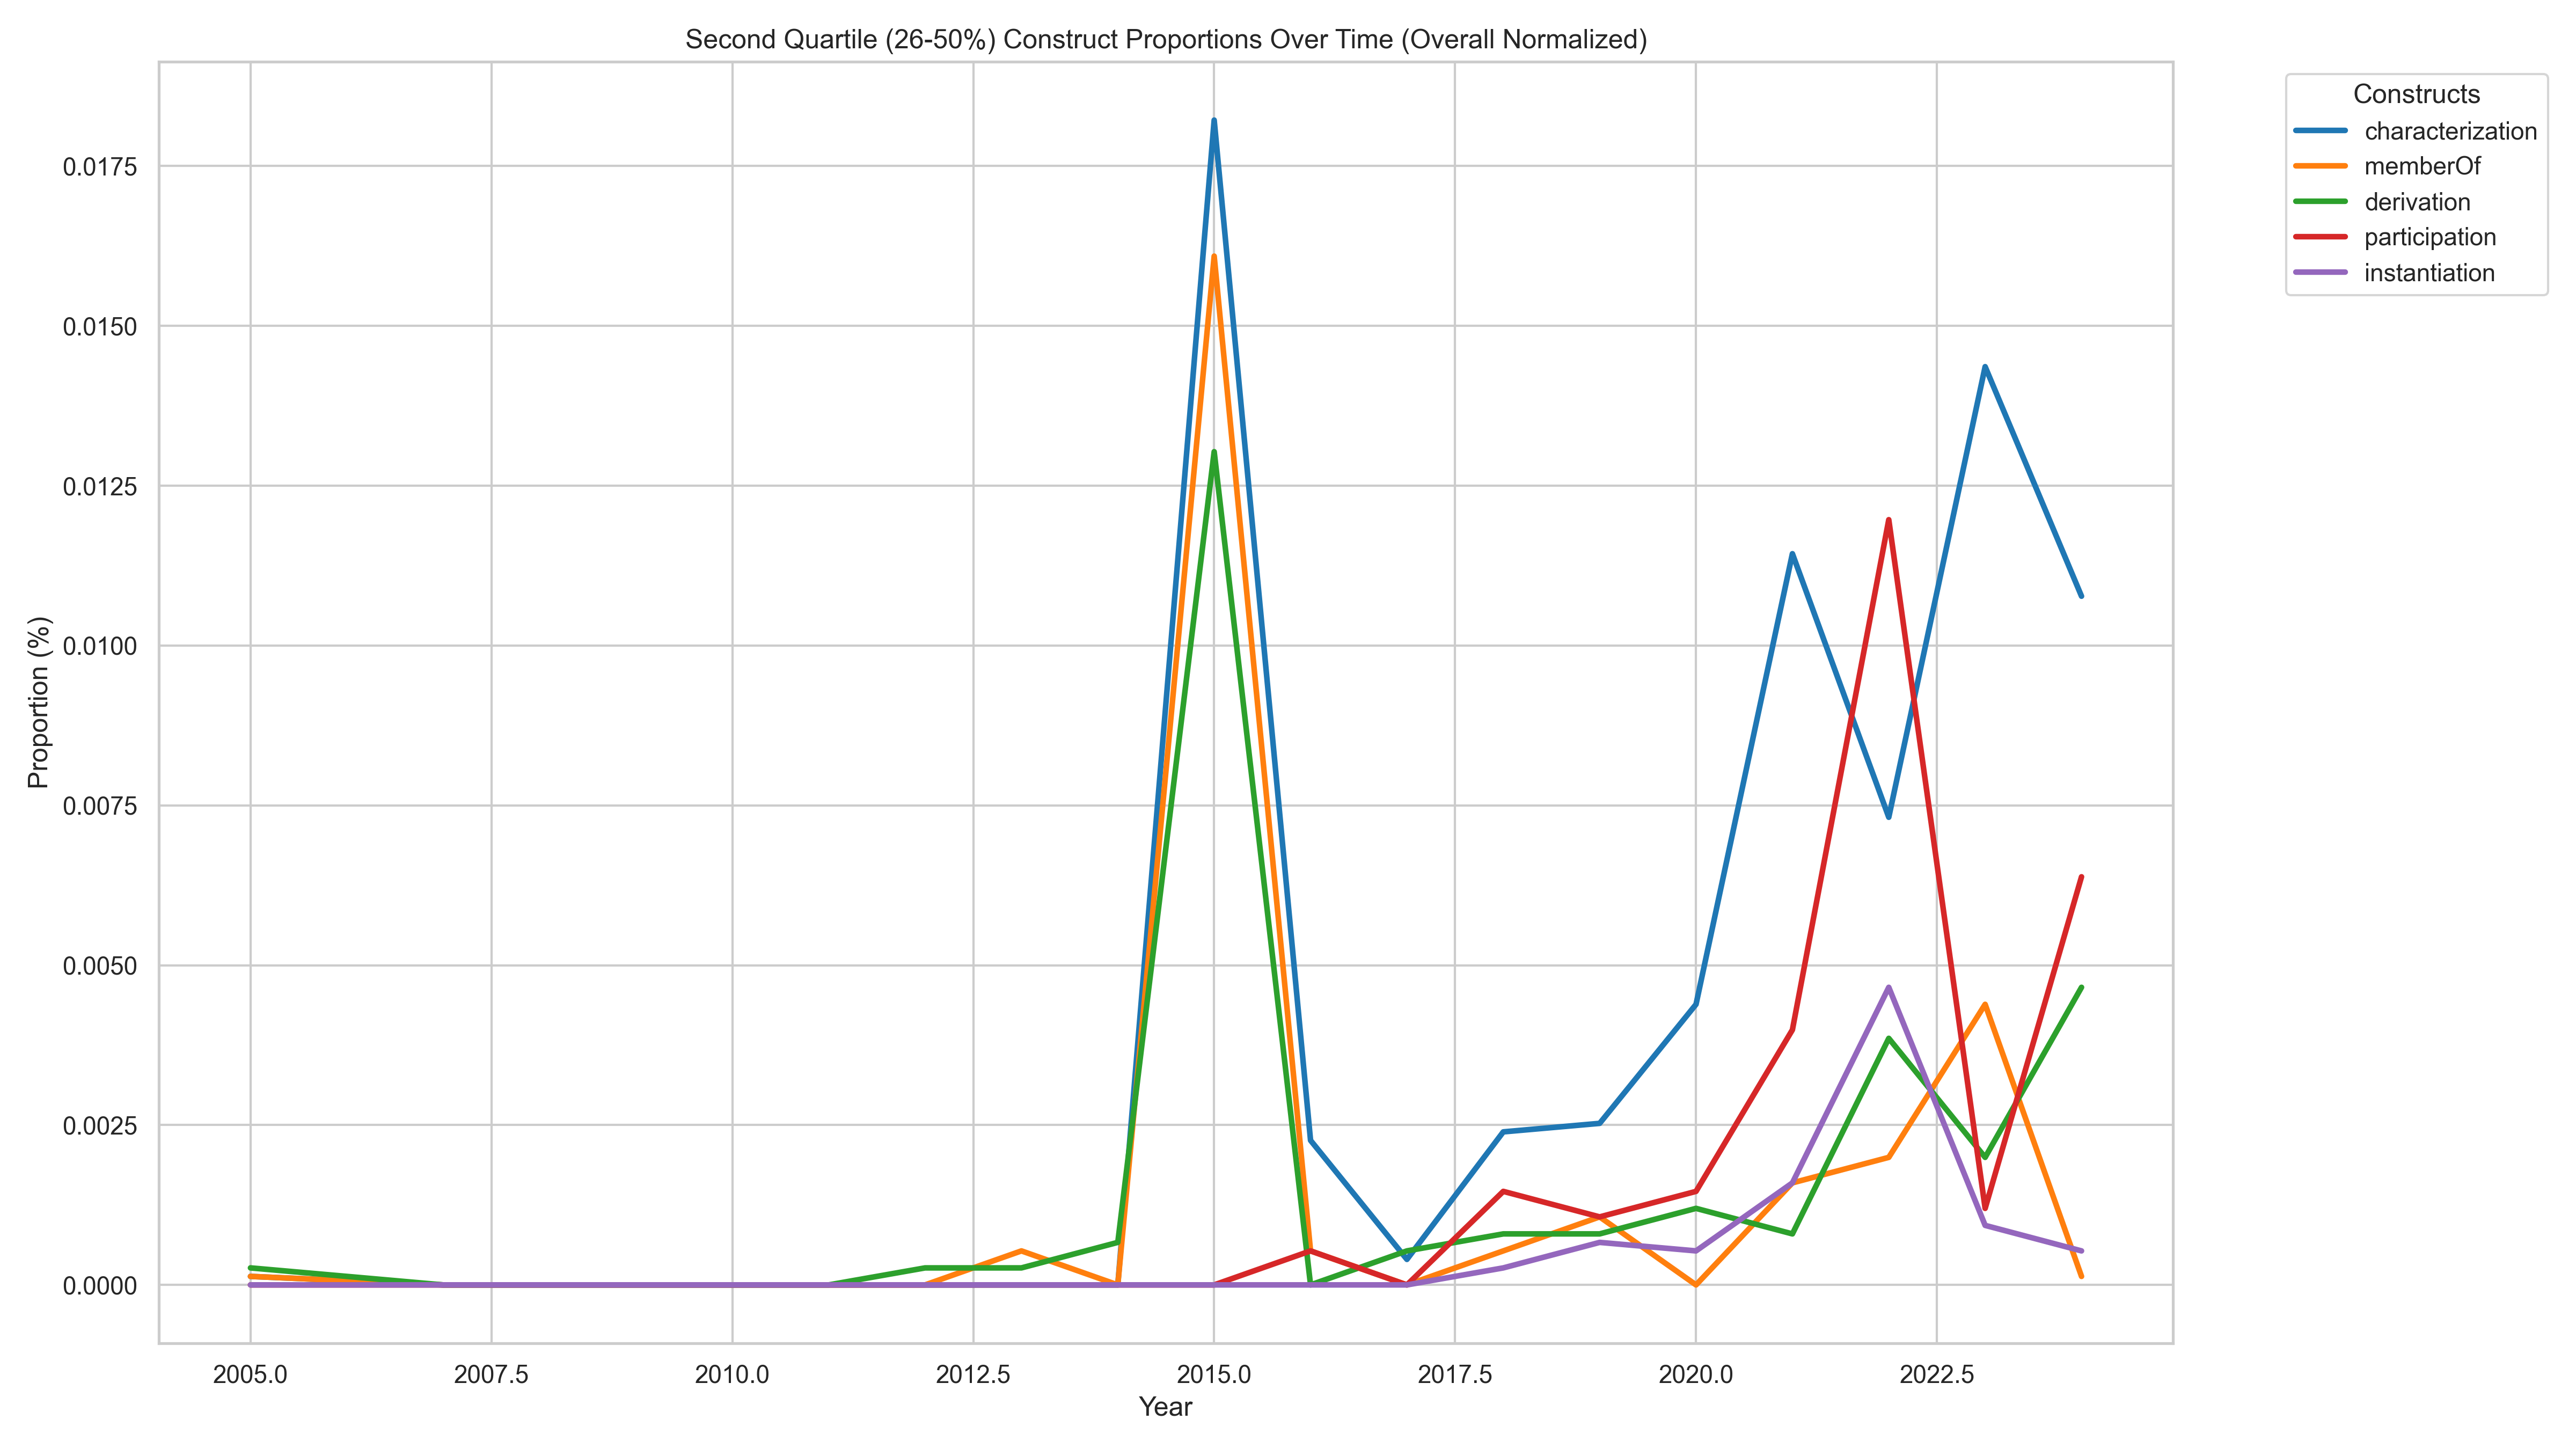 Second Quartile (26-50%) Construct Proportions Over Time (Overall Normalized)
Constructs
characterization
memberOf
derivation
participation
instantiation
Proportion (%)
0.0175
0.0150
0.0125
0.0100
0.0075
0.0050
0.0025
0.0000
2005.0 2007.5 2010.0 2012.5 2015.0 2017.5 2020.0 2022.5
Year